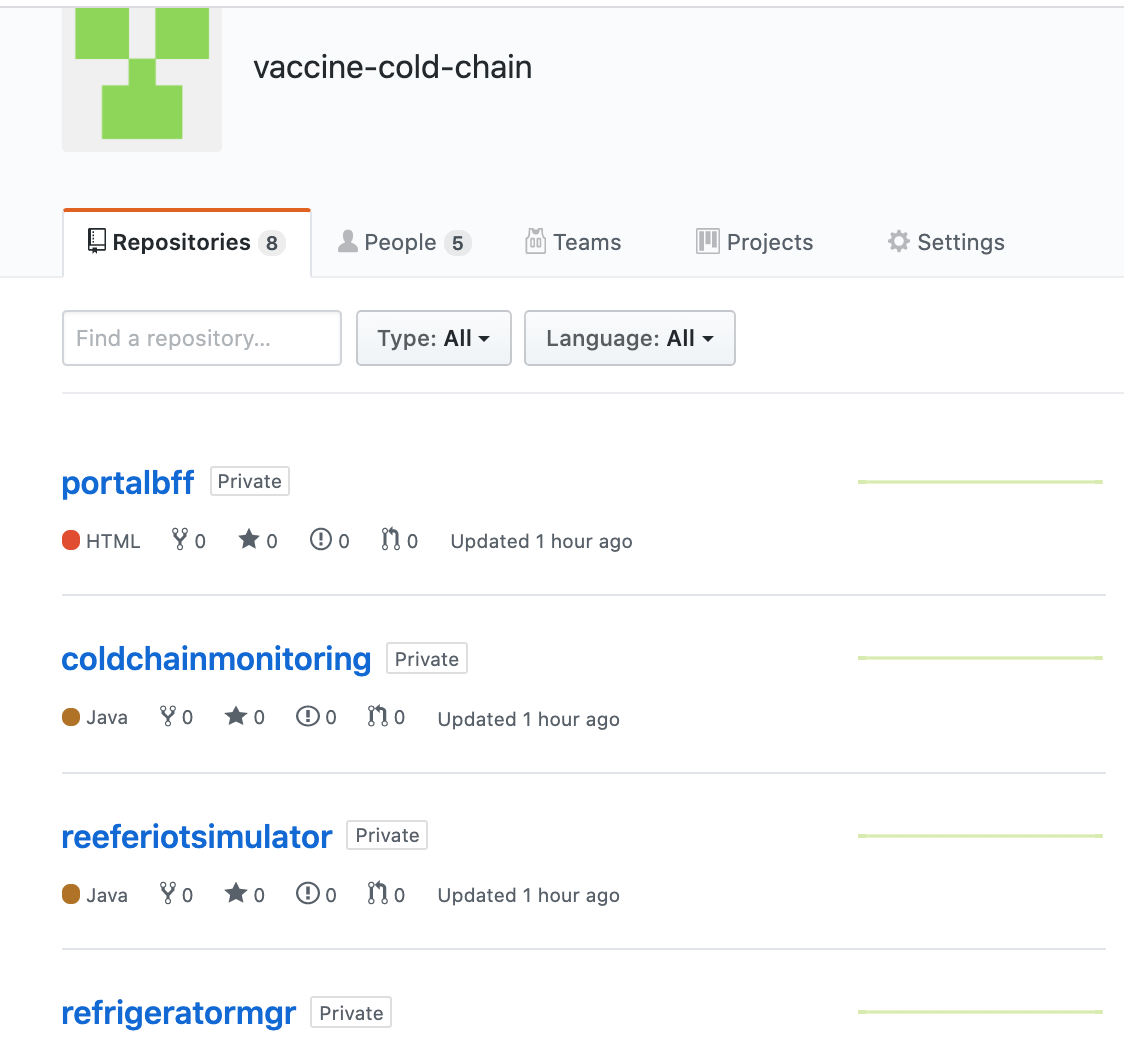 vaccine-cold-chain
Repositories 8 People 5 Teams Projects Settings
Find a repository... Type: All Language: All
portalbff Private
HTML 0 0 0 0 Updated 1 hour ago
coldchainmonitoring Private
Java 0 0 0 0 Updated 1 hour ago
reeferiotsimulator Private
Java 0 0 0 0 Updated 1 hour ago
refrigeratormgr Private